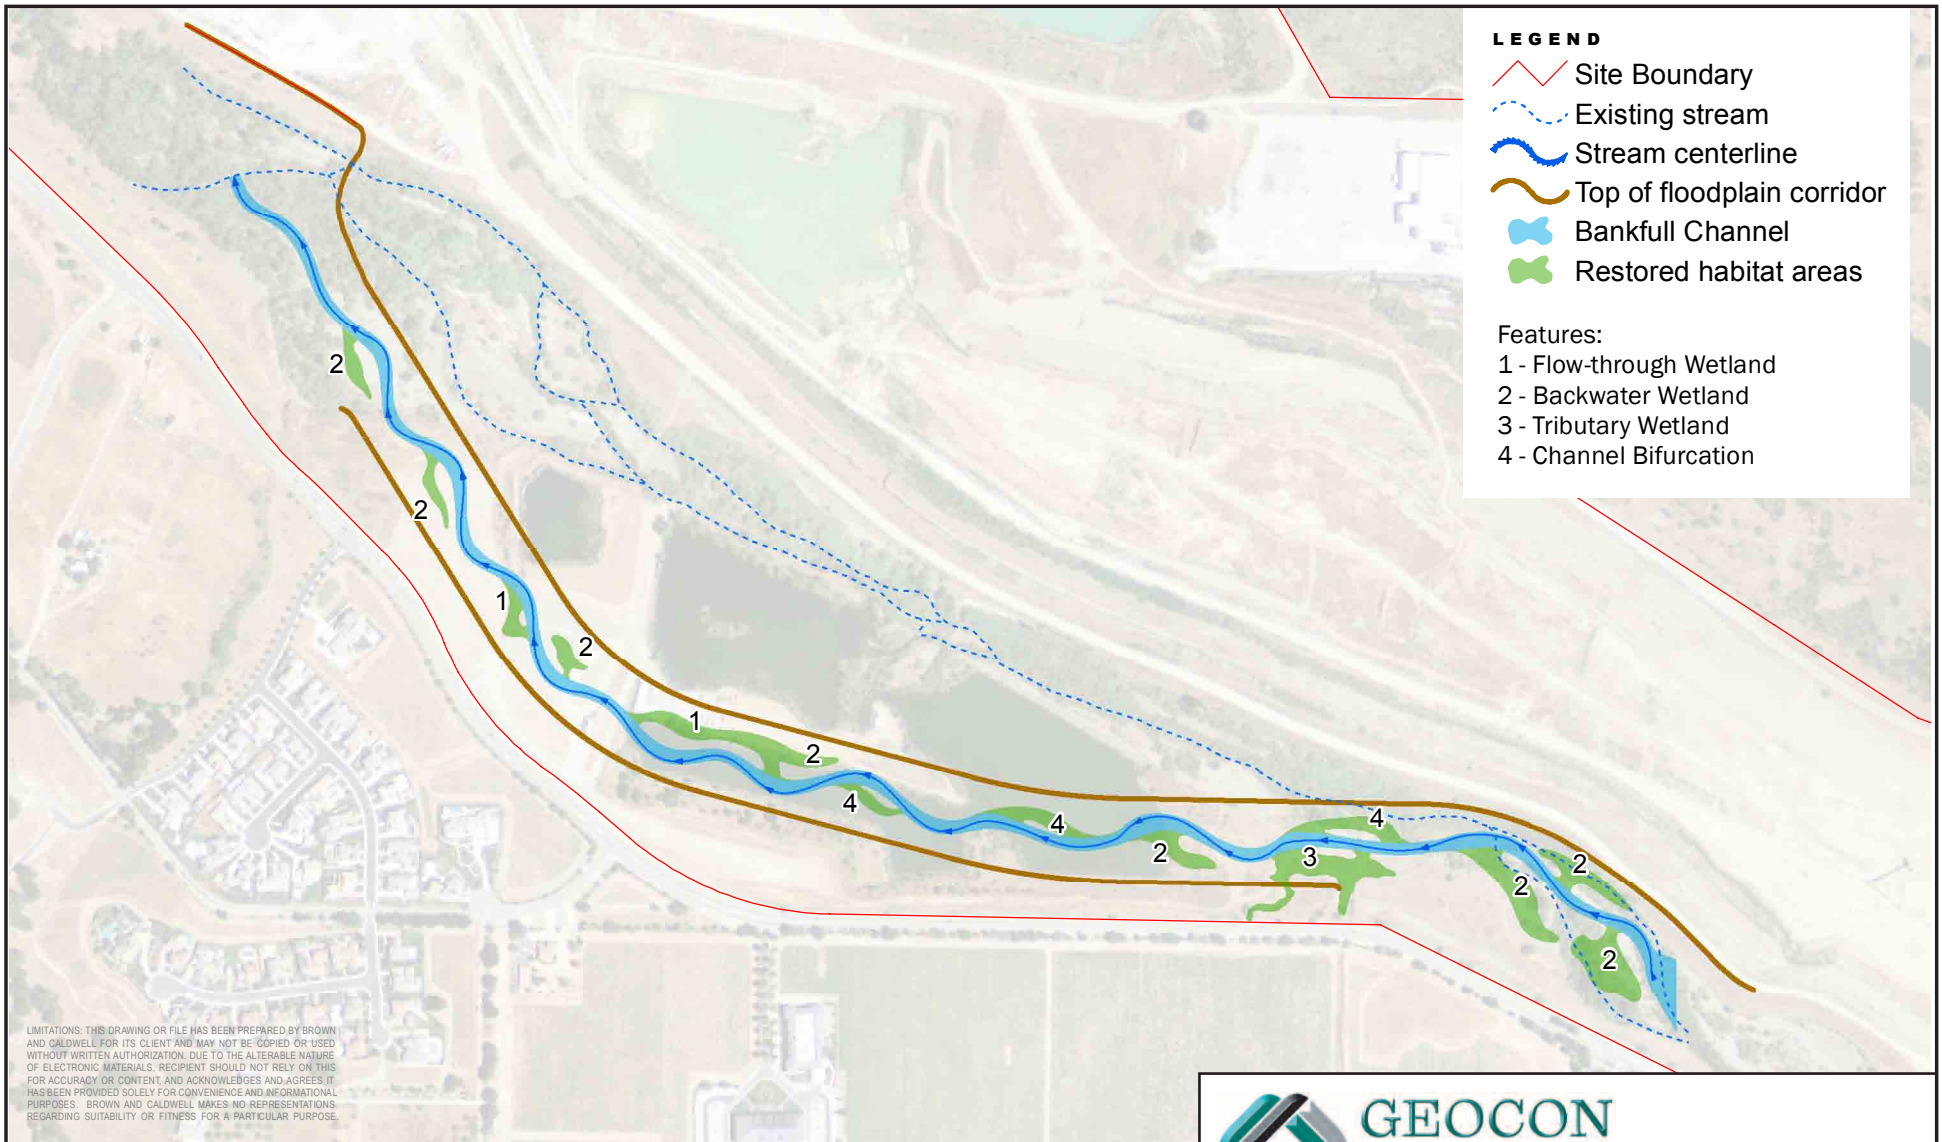 LEGEND
Site Boundary
Existing stream
Stream centerline
Top of floodplain corridor
Bankfull Channel
Restored habitat areas
Features:
1 - Flow-through Wetland
2 - Backwater Wetland
3 - Tributary Wetland
4 - Channel Bifurcation
2
2
1
2
1
2
4
4
2
4
3
2
2
2
LIMITATIONS: THIS DRAWING OR FILE HAS BEEN PREPARED BY BROWN
AND CALDWELL FOR ITS CLIENT AND MAY NOT BE COPIED OR USED
WITHOUT WRITTEN AUTHORIZATION. DUE TO THE ALTERABLE NATURE
OF ELECTRONIC MATERIALS, RECIPIENT SHOULD NOT RELY ON THIS
FOR ACCURACY OR CONTENT, AND ACKNOWLEDGES AND AGREES IT
HAS BEEN PROVIDED SOLELY FOR CONVENIENCE AND INFORMATIONAL
PURPOSES. BROWN AND CALDWELL MAKES NO REPRESENTATIONS
REGARDING SUITABILITY OR FITNESS FOR A PARTICULAR PURPOSE.
GEOCON